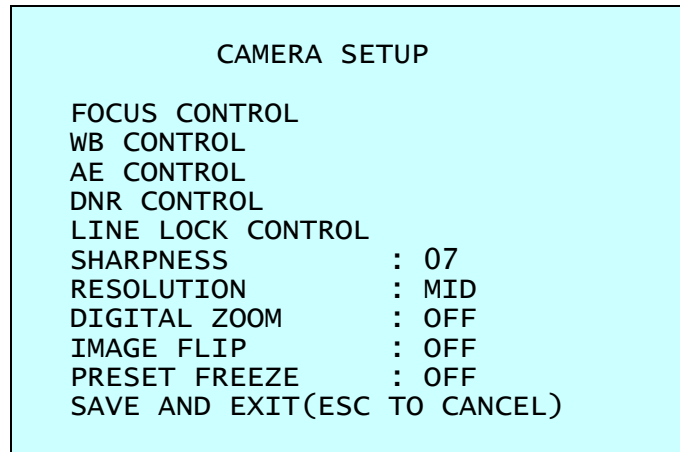 CAMERA SETUP
FOCUS CONTROL
WB CONTROL
AE CONTROL
DNR CONTROL
LINE LOCK CONTROL
SHARPNESS : 07
RESOLUTION : MID
DIGITAL ZOOM : OFF
IMAGE FLIP : OFF
PRESET FREEZE : OFF
SAVE AND EXIT(ESC TO CANCEL)